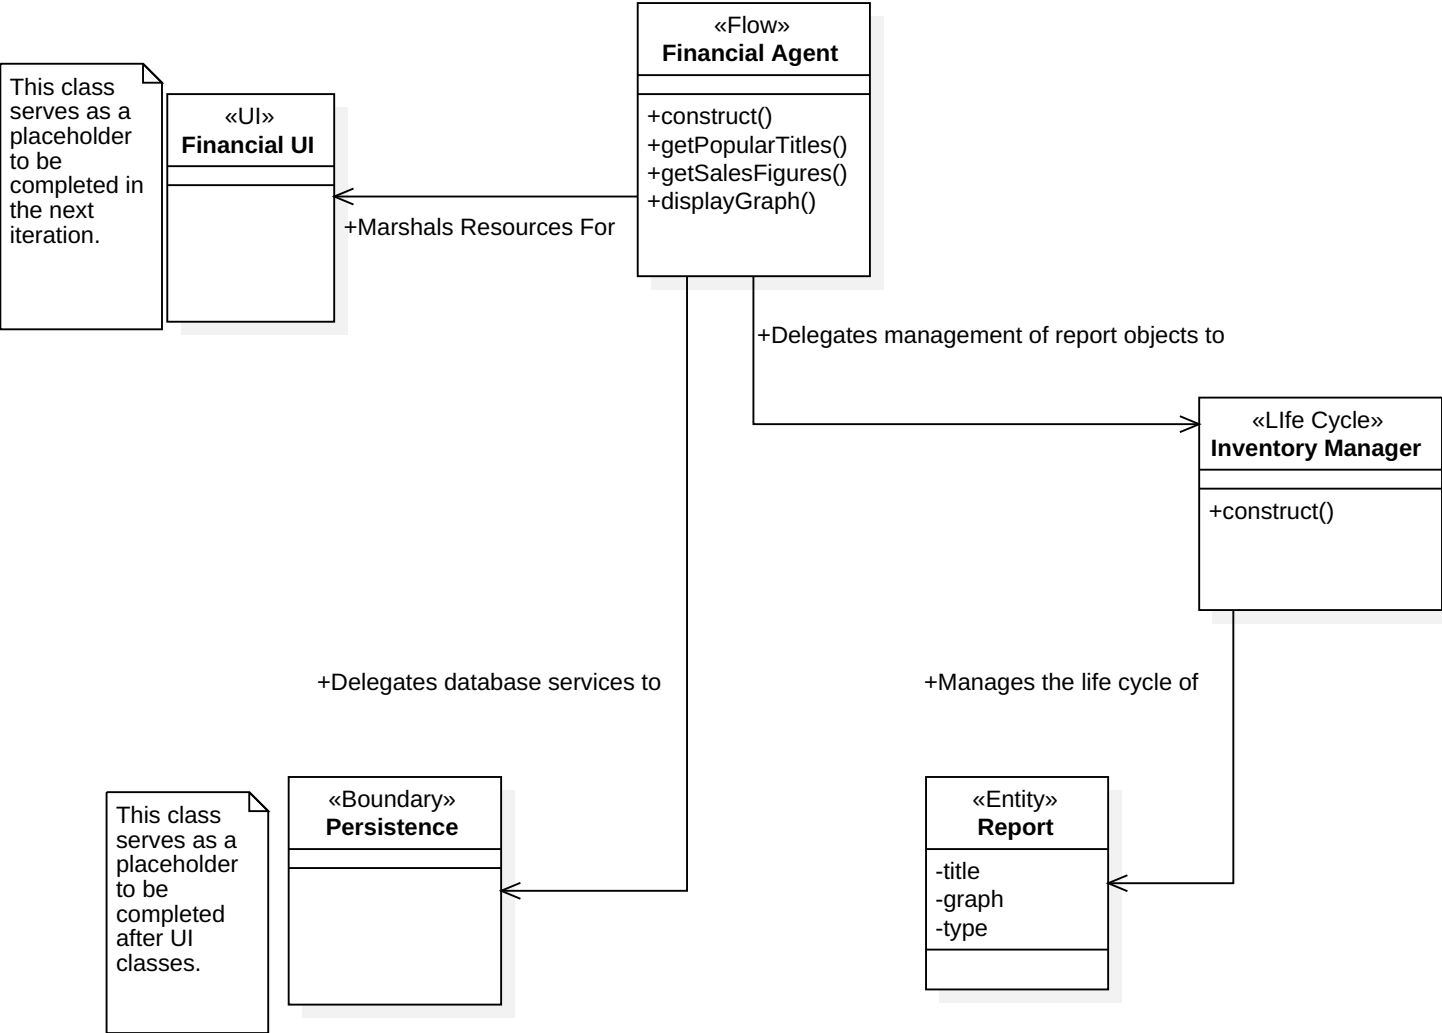 «Flow»
Financial Agent
+construct()
+getPopularTitles()
+getSalesFigures()
+displayGraph()
This class
serves as a
placeholder
to be
completed in
the next
iteration.
«UI»
Financial UI
+Marshals Resources For
+Delegates management of report objects to
«LIfe Cycle»
Inventory Manager
+construct()
+Delegates database services to
+Manages the life cycle of
This class
serves as a
placeholder
to be
completed
after UI
classes.
«Boundary»
Persistence
«Entity»
Report
-title
-graph
-type